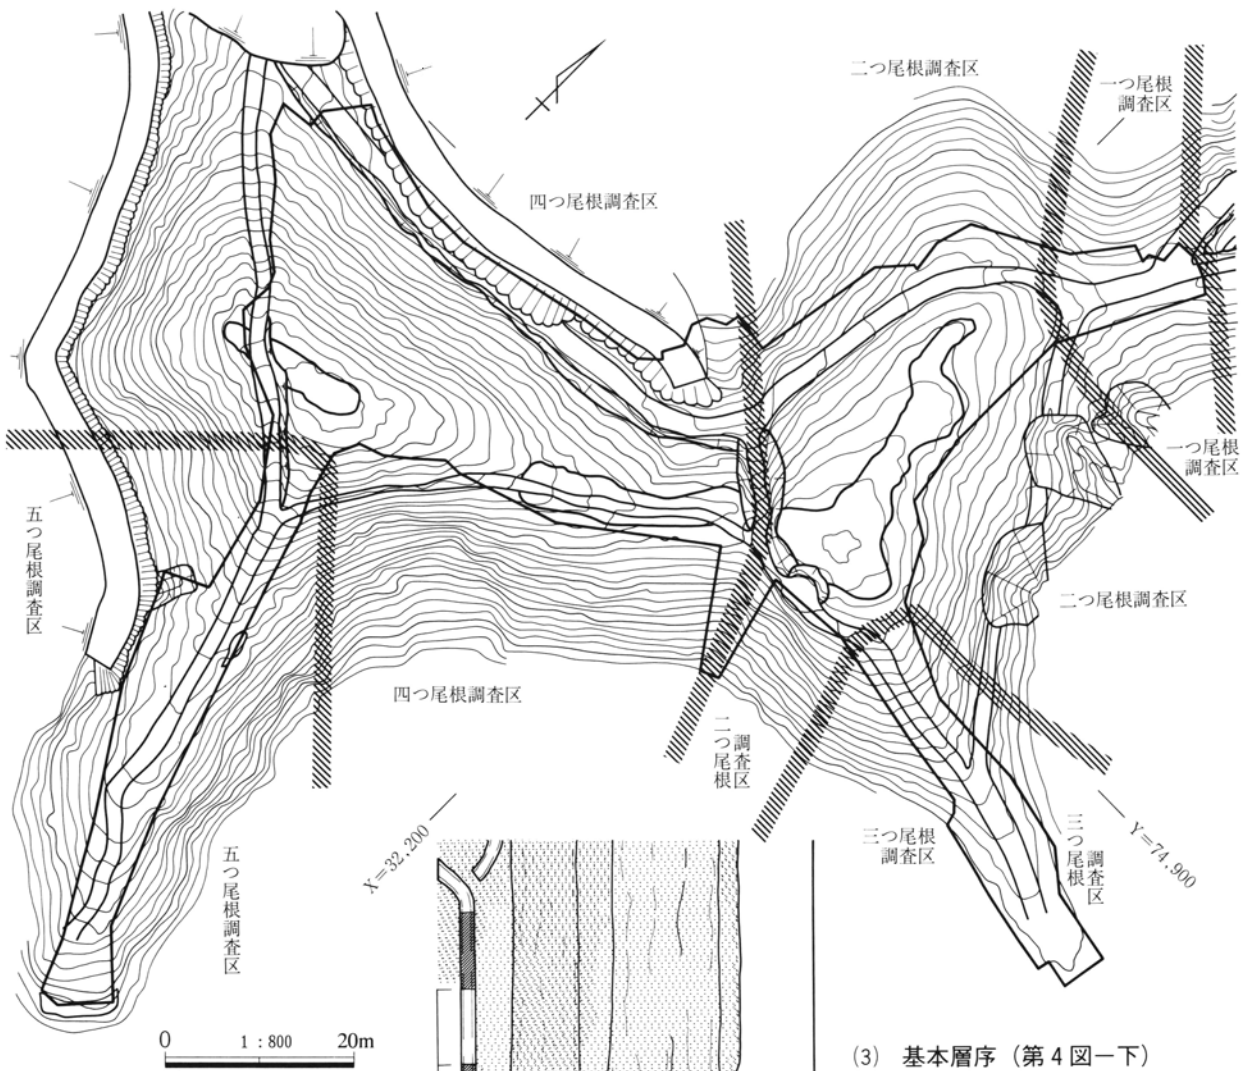 二つ尾根調査区
一つ尾根
調査区
四つ尾根調査区
一つ尾根
調査区
五つ尾根調査区
二つ尾根調査区
四つ尾根調査区
二つ尾根
調査区
三つ尾根
調査区
三つ尾根
調査区
五つ尾根調査区
X=32,200
Y=74,900
0 1:800 20m
(3) 基本層序(第4図一下)